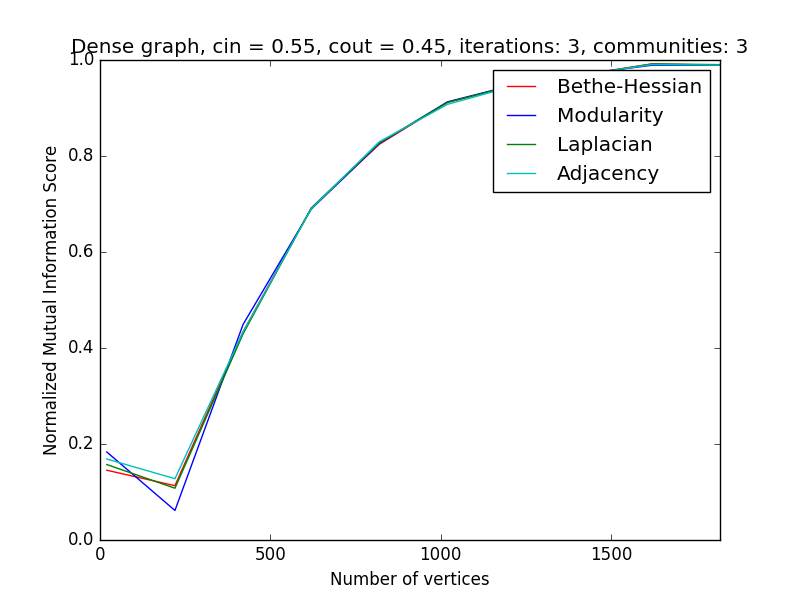 Dense graph, cin = 0.55, cout = 0.45, iterations: 3, communities: 3
1.0
0.8
0.6
0.4
0.2
0.0
Normalized Mutual Information Score
Bethe-Hessian
Modularity
Laplacian
Adjacency
0 500 1000 1500
Number of vertices